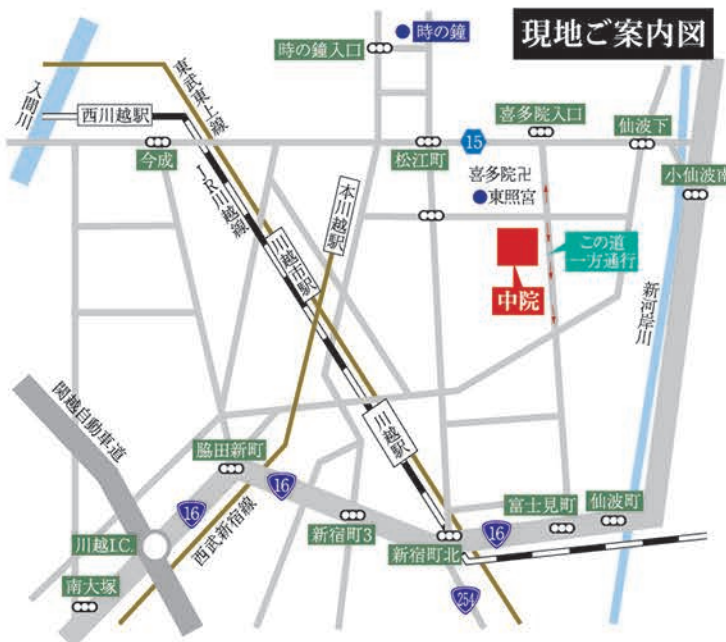 現地ご案内図
時の鐘
時の鐘入口
入間川
西川越駅
東武東上線
喜多院入口
仙波下
今成
松江町
15
小仙波南
喜多院卍
東照宮
JR川越線
本川越駅
川越市駅
この道
一方通行
中院
新河岸川
関越自動車道
川越駅
脇田新町
16
16
西武新宿線
新宿町3
新宿町北
16
富士見町
仙波町
川越I.C.
南大塚
254